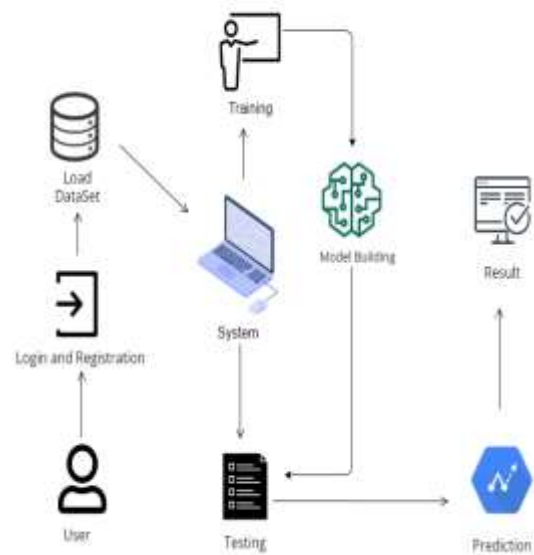 Training
Load
DataSet
Model Building
System
Result
Login and Registration
User
Testing
Prediction